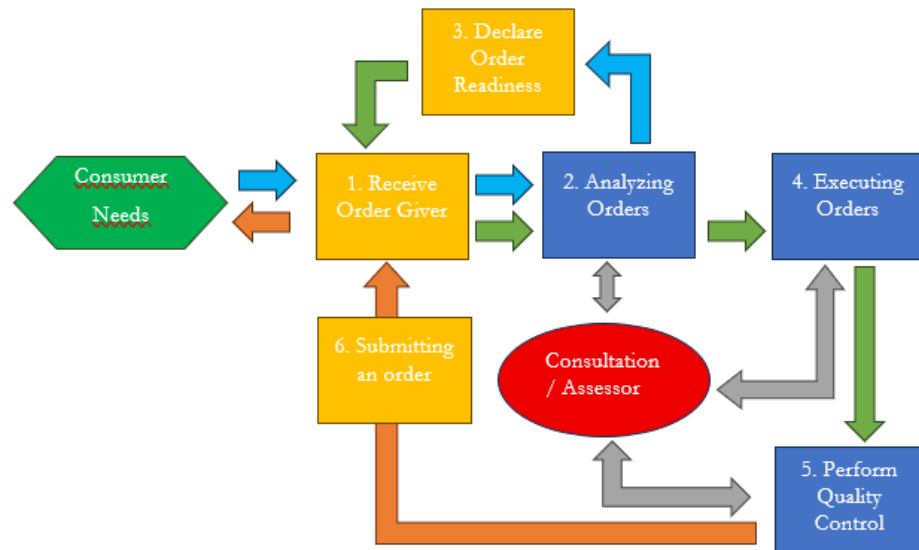 3. Declare
Order
Readiness
Consumer
Needs
1. Receive
Order Giver
2. Analyzing
Orders
4. Executing
Orders
6. Submitting
an order
Consultation
/ Assessor
5. Perform
Quality
Control